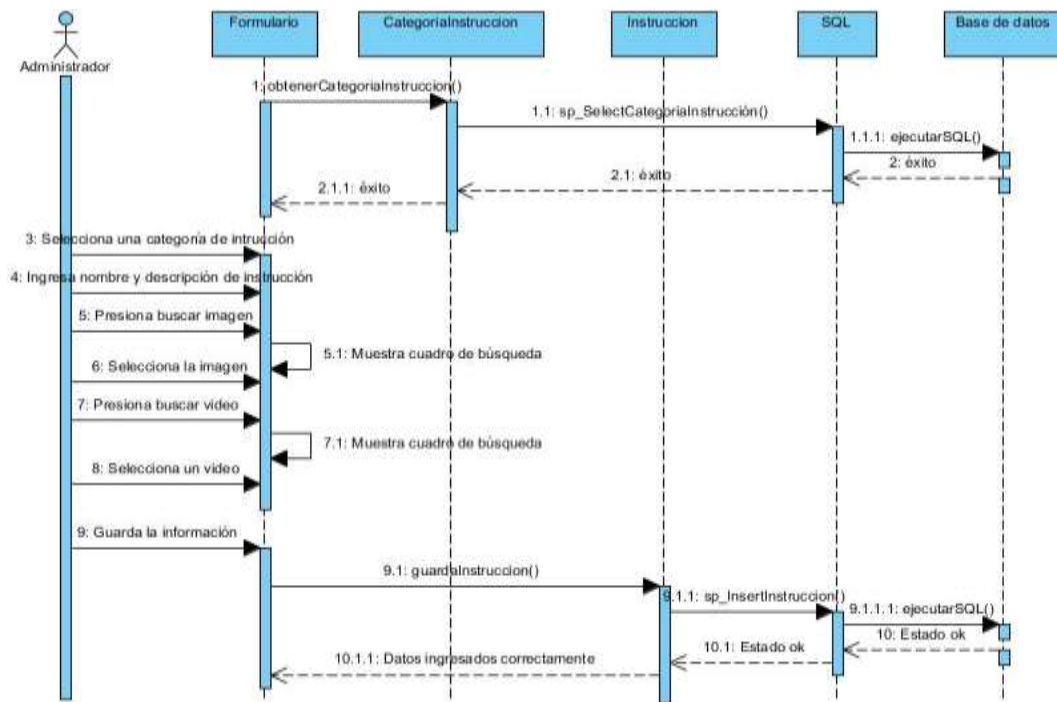 Formulario
CategoriaInstruccion
Instruccion
SQL
Base de datos
Administrador
1: obtenerCategoriaInstruccion()
1.1: sp_SelectCategoriaInstrucción()
1.1.1: ejecutarSQL()
2: éxito
2.1: éxito
2.1.1: éxito
3: Selecciona una categoría de intrucción
4: Ingresa nombre y descripción de instrucción
5: Presiona buscar imagen
5.1: Muestra cuadro de búsqueda
6: Selecciona la imagen
7: Presiona buscar video
7.1: Muestra cuadro de búsqueda
8: Selecciona un video
9: Guarda la información
9.1: guardaInstruccion()
9.1.1: sp_InsertInstruccion()
9.1.1.1: ejecutarSQL()
10: Estado ok
10.1: Estado ok
10.1.1: Datos ingresados correctamente